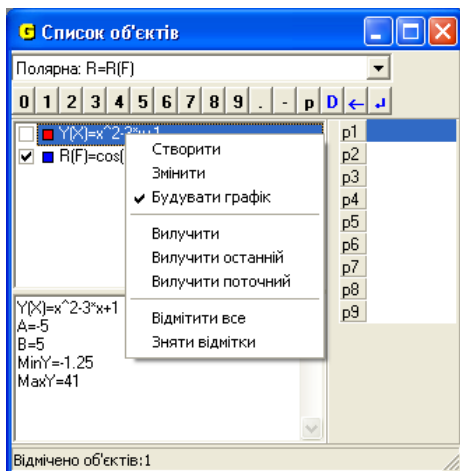 Список об'єктів
Полярна: R=R(F)
0 1 2 3 4 5 6 7 8 9 . - p D ← ↲
Y(X)=x^2-3*x+1
R(F)=cos(
Створити
Змінити
Будувати графік
Вилучити
Вилучити останній
Вилучити поточний
Відмітити все
Зняти відмітки
p1
p2
p3
p4
p5
p6
p7
p8
p9
Y(X)=x^2-3*x+1
A=-5
B=5
MinY=-1.25
MaxY=41
Відмічено об'єктів:1